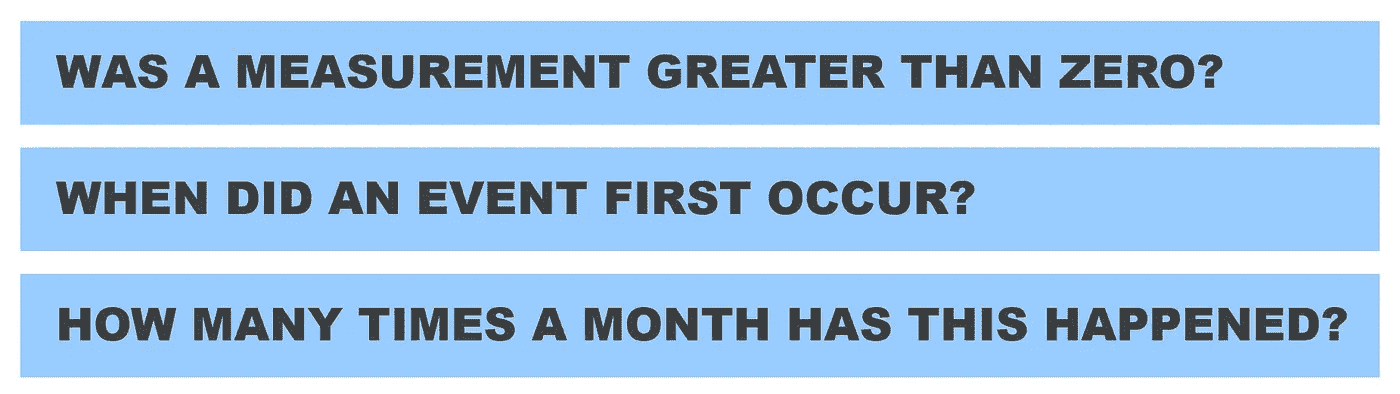 WAS A MEASUREMENT GREATER THAN ZERO?
WHEN DID AN EVENT FIRST OCCUR?
HOW MANY TIMES A MONTH HAS THIS HAPPENED?